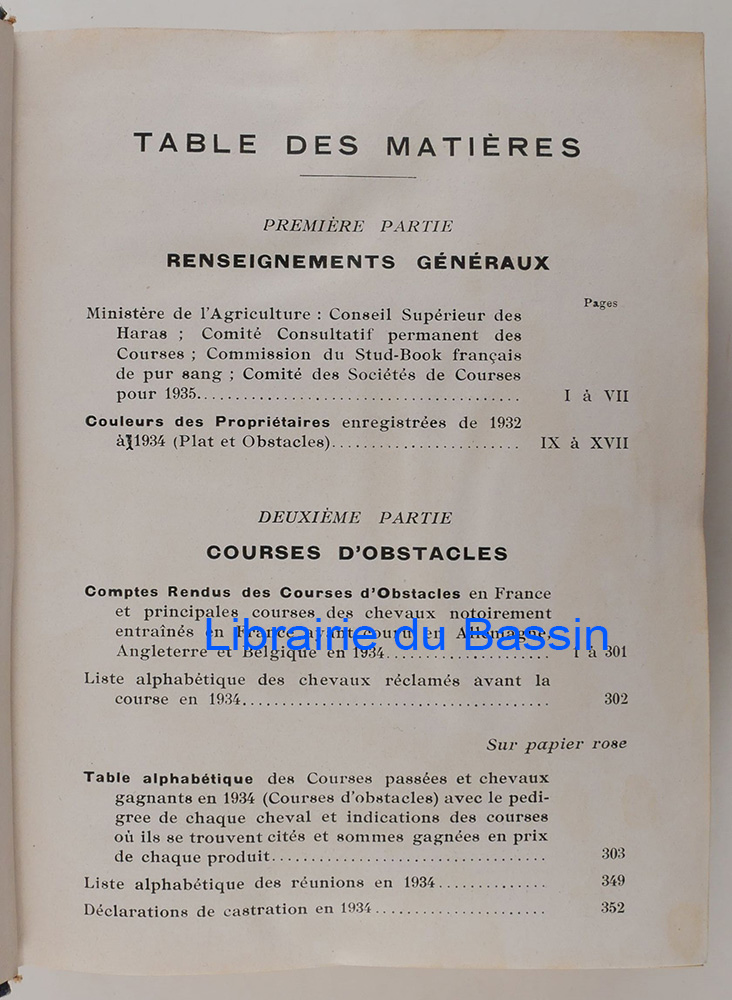 TABLE DES MATIÈRES
PREMIÈRE PARTIE
RENSEIGNEMENTS GÉNÉRAUX
Pages
Ministère de l'Agriculture : Conseil Supérieur des
Haras ; Comité Consultatif permanent des
Courses ; Commission du Stud-Book français
de pur sang ; Comité des Sociétés de Courses
pour 1935........................................ I à VII
Couleurs des Propriétaires enregistrées de 1932
à 1934 (Plat et Obstacles)........................ IX à XVII
DEUXIÈME PARTIE
COURSES D'OBSTACLES
Comptes Rendus des Courses d'Obstacles en France
et principales courses des chevaux notoirement
entraînés en France ayant couru en Allemagne,
Angleterre et Belgique en 1934..................... 1 à 301
Librairie du Bassin
Liste alphabétique des chevaux réclamés avant la
course en 1934....................................... 302
Sur papier rose
Table alphabétique des Courses passées et chevaux
gagnants en 1934 (Courses d'obstacles) avec le pedi-
gree de chaque cheval et indications des courses
où ils se trouvent cités et sommes gagnées en prix
de chaque produit.................................... 303
Liste alphabétique des réunions en 1934.............. 349
Déclarations de castration en 1934...................... 352